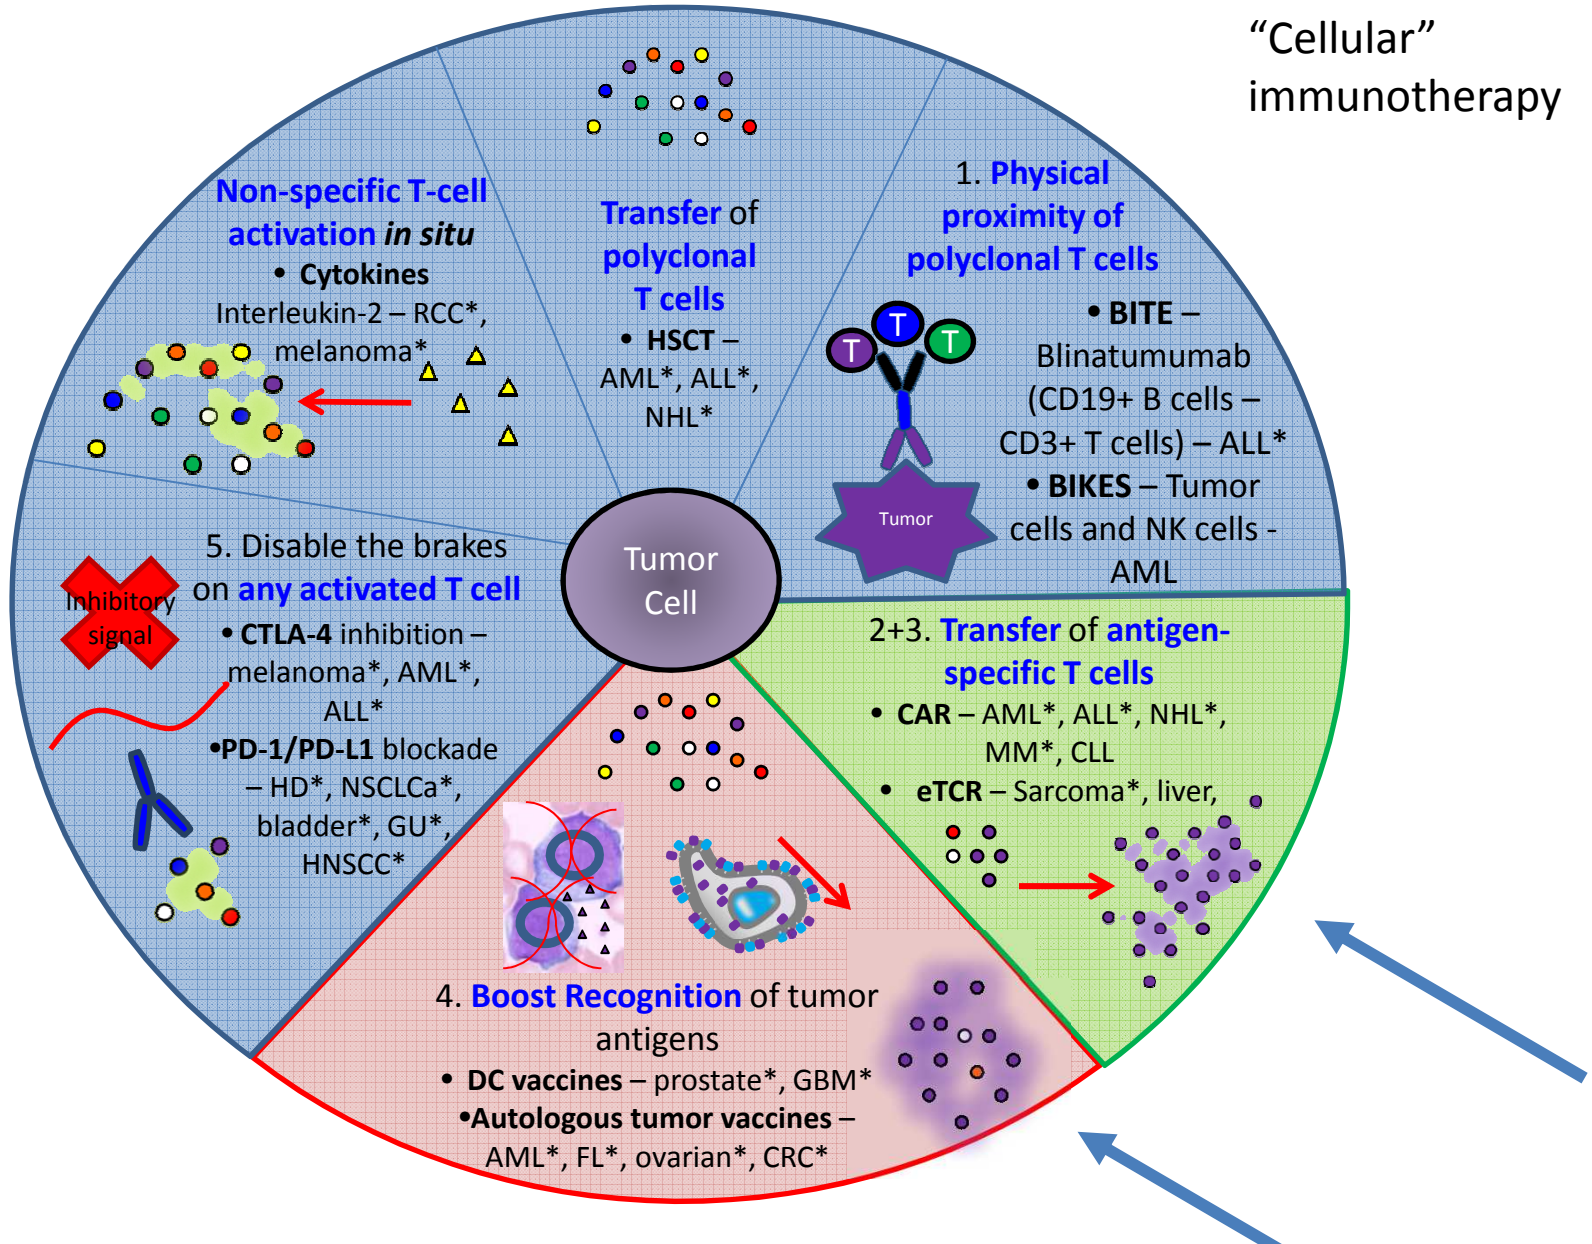 “Cellular”
immunotherapy
Non-specific T-cell
activation in situ
• Cytokines
Interleukin-2 – RCC*,
melanoma*
Transfer of
polyclonal
T cells
• HSCT –
AML*, ALL*,
NHL*
1. Physical
proximity of
polyclonal T cells
• BITE –
Blinatumumab
(CD19+ B cells –
CD3+ T cells) – ALL*
• BIKES – Tumor
cells and NK cells -
AML
T
T
T
Tumor
Tumor
Cell
5. Disable the brakes
on any activated T cell
• CTLA-4 inhibition –
melanoma*, AML*,
ALL*
•PD-1/PD-L1 blockade
– HD*, NSCLCa*,
bladder*, GU*,
HNSCC*
Inhibitory
signal
2+3. Transfer of antigen-
specific T cells
• CAR – AML*, ALL*, NHL*,
MM*, CLL
• eTCR – Sarcoma*, liver,
4. Boost Recognition of tumor
antigens
• DC vaccines – prostate*, GBM*
•Autologous tumor vaccines –
AML*, FL*, ovarian*, CRC*